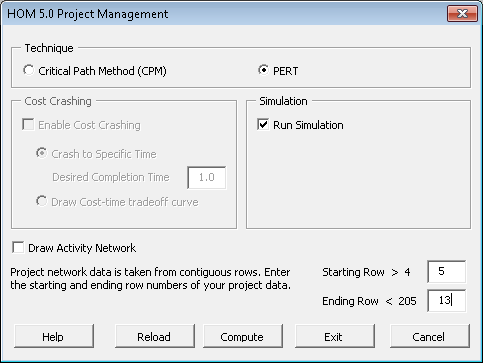 HOM 5.0 Project Management
Technique
Critical Path Method (CPM)
PERT
Cost Crashing
Enable Cost Crashing
Crash to Specific Time
Desired Completion Time 1.0
Draw Cost-time tradeoff curve
Simulation
Run Simulation
Draw Activity Network
Project network data is taken from contiguous rows. Enter
the starting and ending row numbers of your project data.
Starting Row > 4 5
Ending Row < 205 13
Help Reload Compute Exit Cancel